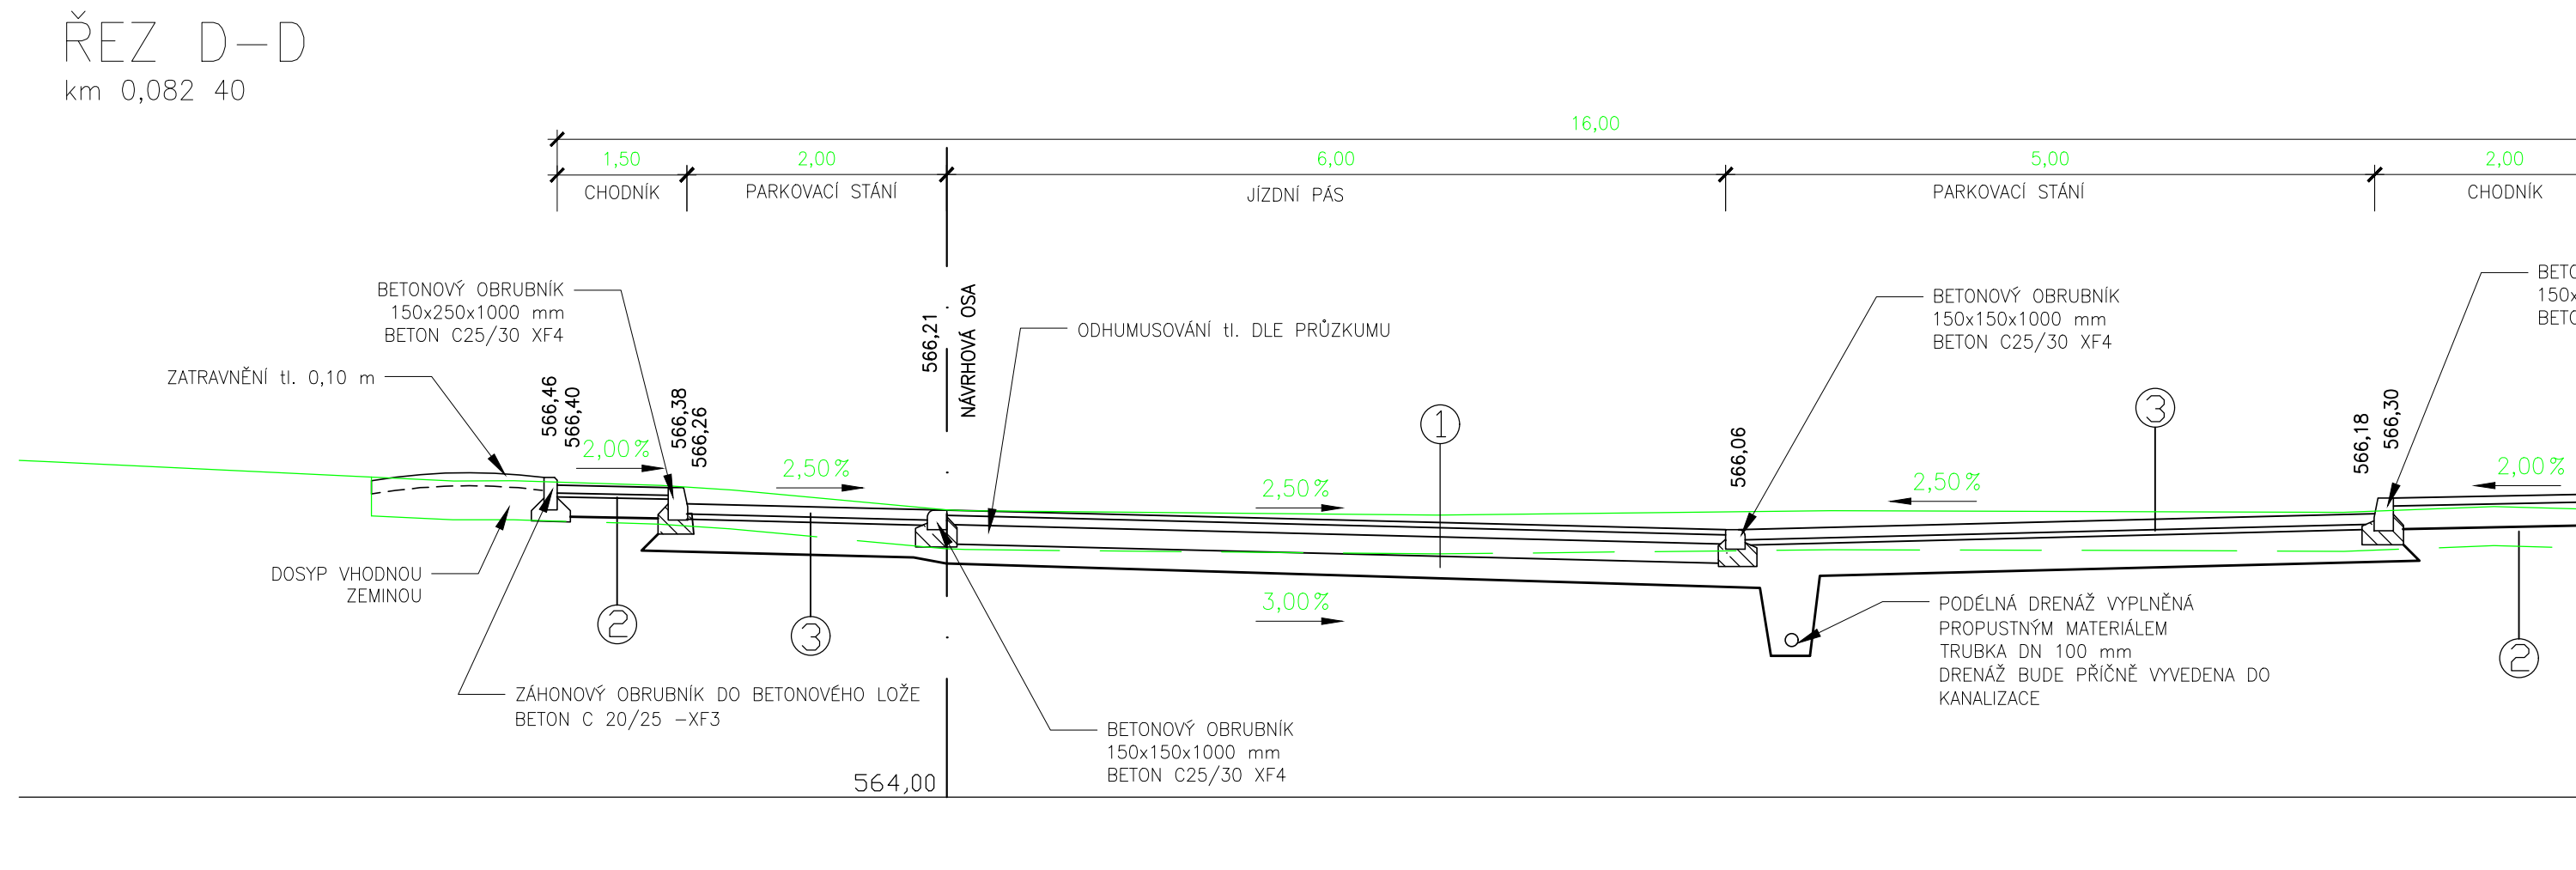 ŘEZ D-D
km 0,082 40
16,00
1,50
2,00
6,00
5,00
2,00
CHODNÍK
PARKOVACÍ STÁNÍ
JÍZDNÍ PÁS
PARKOVACÍ STÁNÍ
CHODNÍK
BETONOVÝ OBRUBNÍK
150x250x1000 mm
BETON C25/30 XF4
ZATRAVNĚNÍ tl. 0,10 m
566,46
566,40
2,00%
566,38
566,26
2,50%
566,21
NÁVRHOVÁ OSA
ODHUMUSOVÁNÍ tl. DLE PRŮZKUMU
1
2,50%
566,06
BETONOVÝ OBRUBNÍK
150x150x1000 mm
BETON C25/30 XF4
3
2,50%
566,18
566,30
2,00%
BETO
150x
BETO
DOSYP VHODNOU
ZEMINOU
2
3
3,00%
PODÉLNÁ DRENÁŽ VYPLNĚNÁ
PROPUSTNÝM MATERIÁLEM
TRUBKA DN 100 mm
DRENÁŽ BUDE PŘÍČNĚ VYVEDENA DO
KANALIZACE
2
ZÁHONOVÝ OBRUBNÍK DO BETONOVÉHO LOŽE
BETON C 20/25 -XF3
BETONOVÝ OBRUBNÍK
150x150x1000 mm
BETON C25/30 XF4
564,00